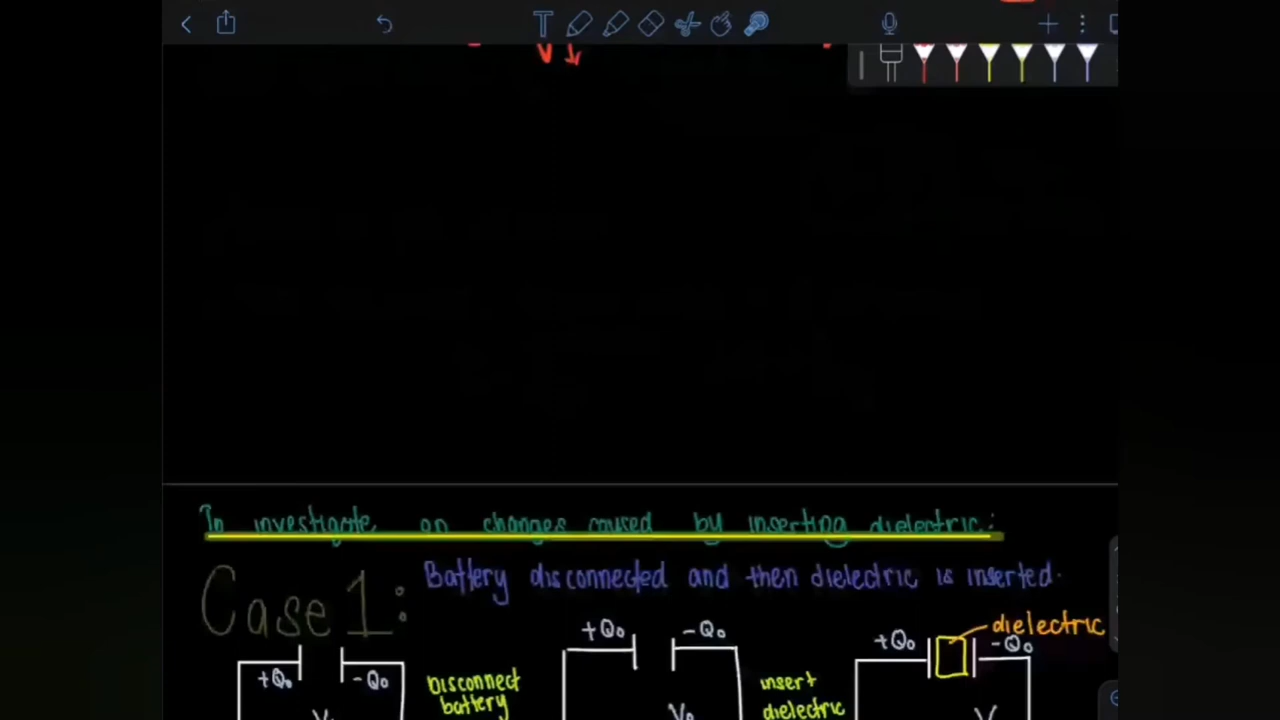 V ↓
In investigate on changes caused by inserting dielectric:
Case 1: Battery disconnected and then dielectric is inserted.
+Q₀ -Q₀ Disconnect battery
+Q₀ -Q₀ V₀ insert dielectric
+Q₀ -Q₀ dielectric V